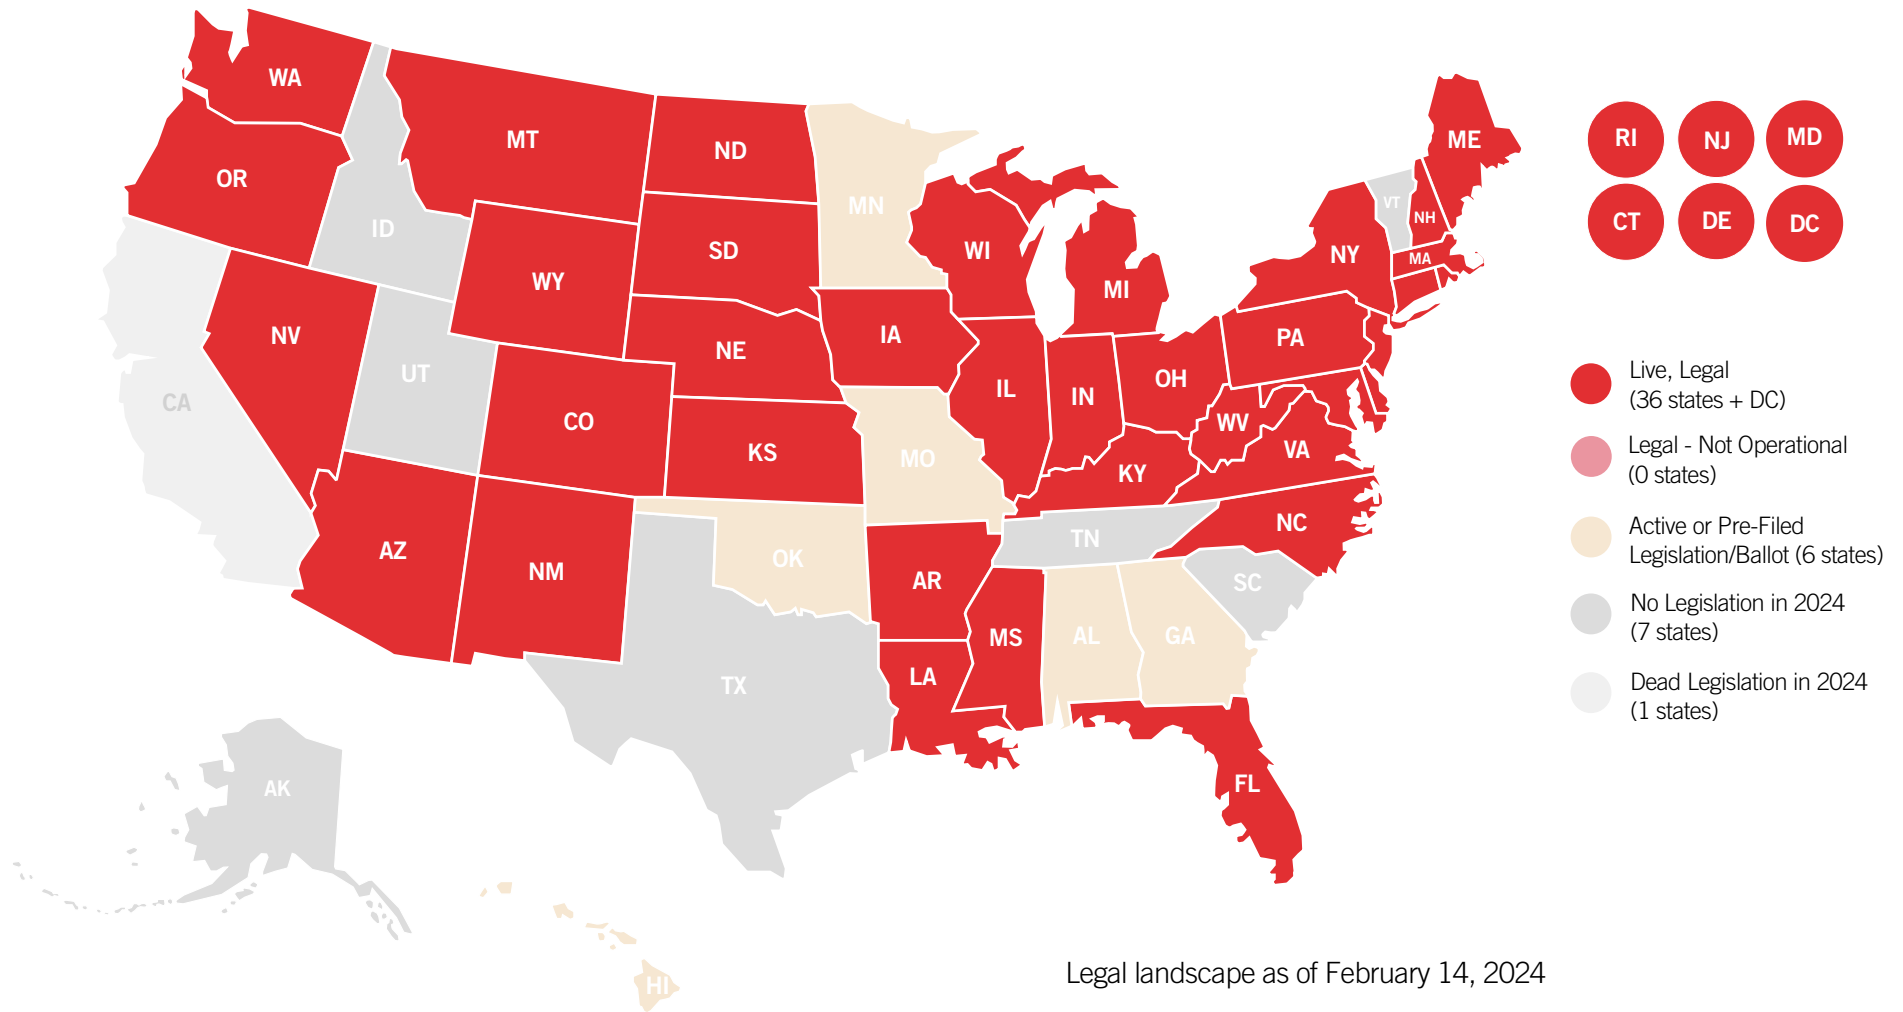 WA
MT
ND
MN
OR
ID
SD
WI
MI
NY
VT
NH
ME
MA
WY
NV
UT
CA
NE
IA
CO
KS
MO
IL
IN
OH
PA
WV
VA
KY
AZ
NM
OK
AR
TN
NC
SC
MS
AL
GA
LA
TX
FL
AK
HI
RI
NJ
MD
CT
DE
DC
Live, Legal
(36 states + DC)
Legal - Not Operational
(0 states)
Active or Pre-Filed
Legislation/Ballot (6 states)
No Legislation in 2024
(7 states)
Dead Legislation in 2024
(1 states)
Legal landscape as of February 14, 2024